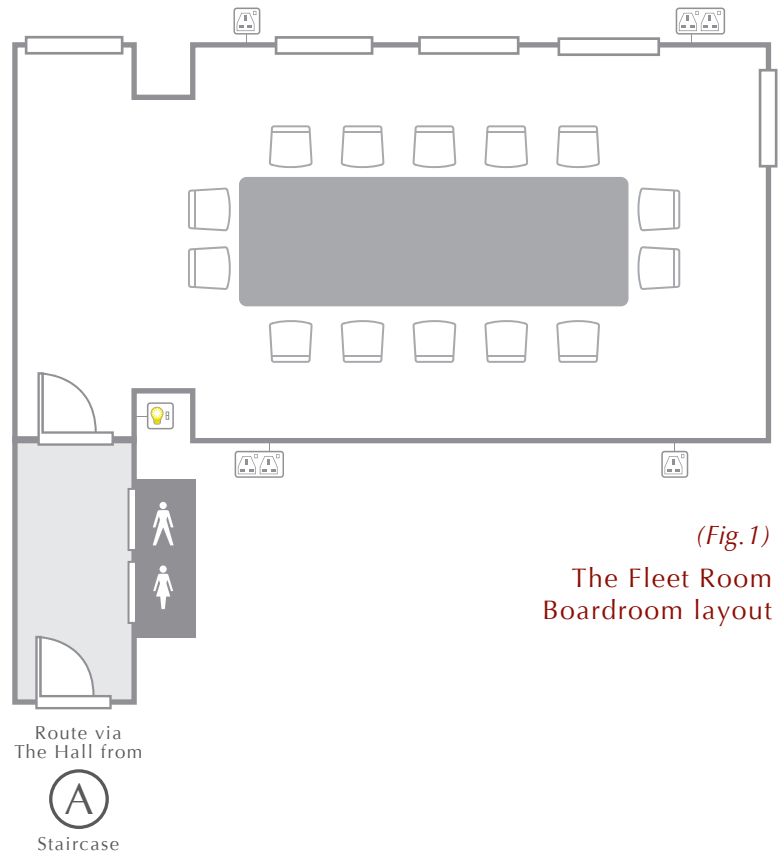 (Fig.1)
The Fleet Room
Boardroom layout
Route via
The Hall from
A
Staircase